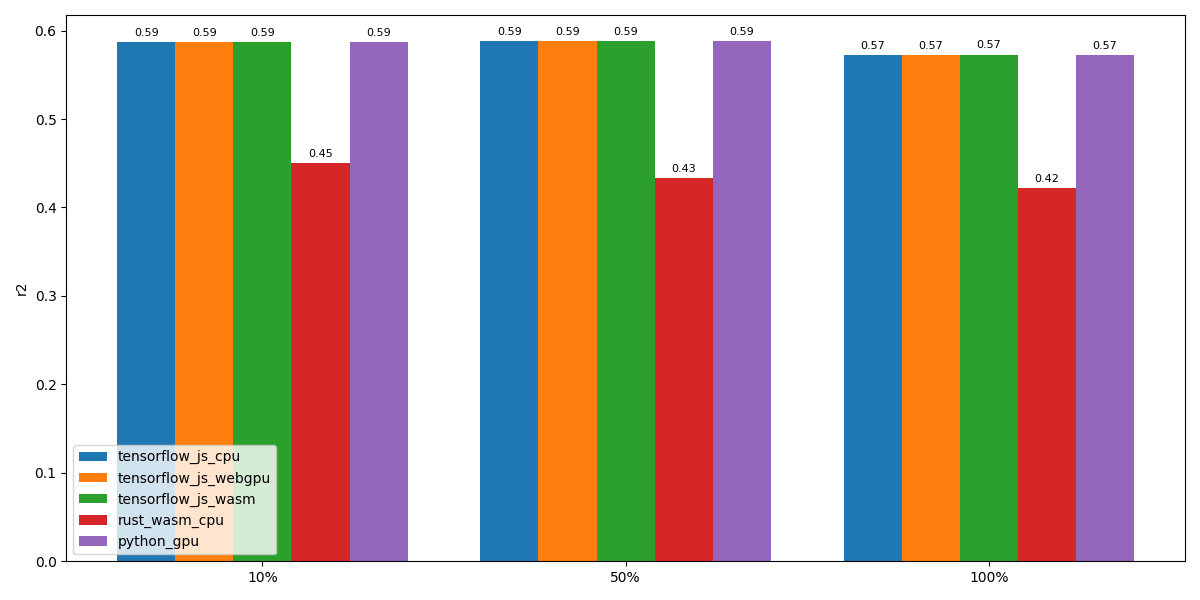 r2
0.6
0.5
0.4
0.3
0.2
0.1
0.0
0.59 0.59 0.59 0.45 0.59
0.59 0.59 0.59 0.43 0.59
0.57 0.57 0.57 0.42 0.57
tensorflow_js_cpu
tensorflow_js_webgpu
tensorflow_js_wasm
rust_wasm_cpu
python_gpu
10% 50% 100%